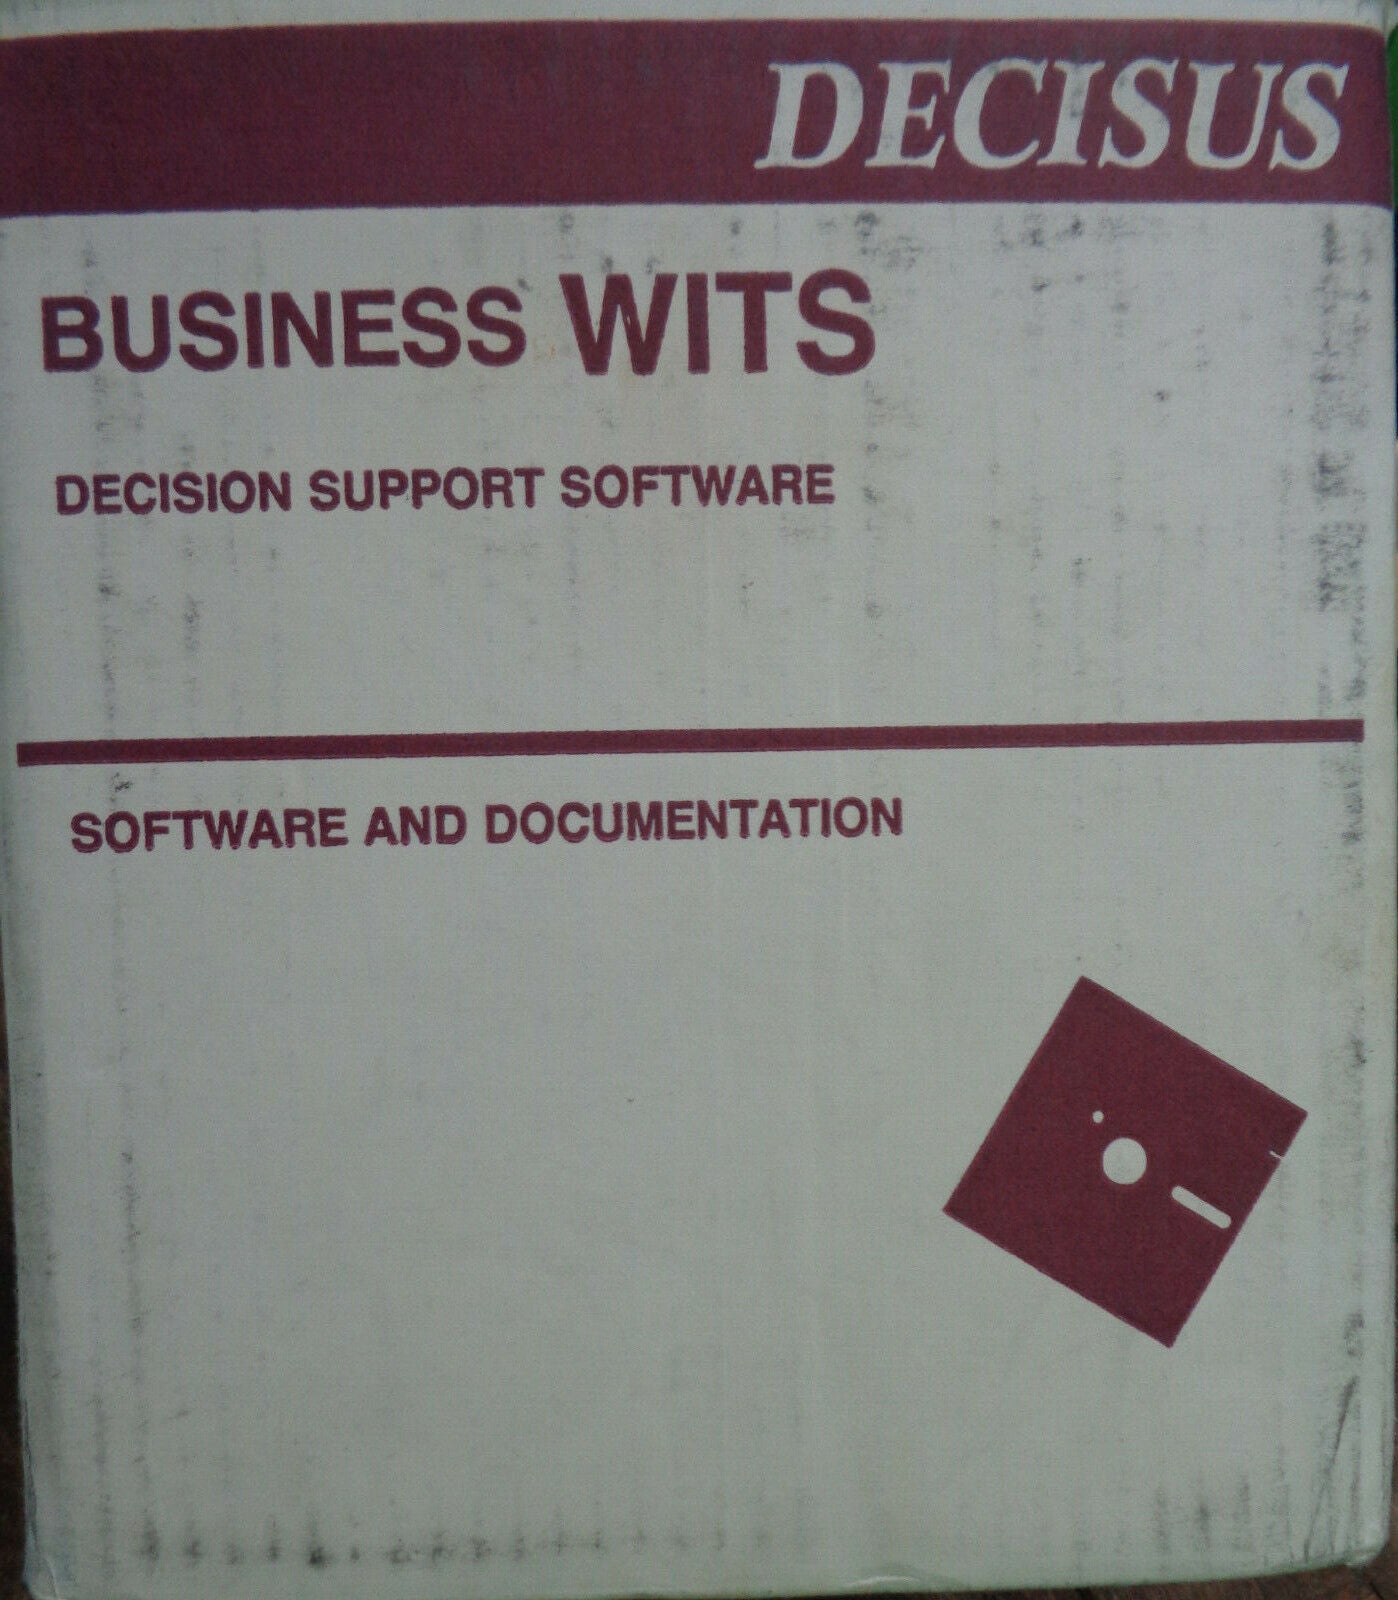 DECISUS
BUSINESS WITS
DECISION SUPPORT SOFTWARE
SOFTWARE AND DOCUMENTATION